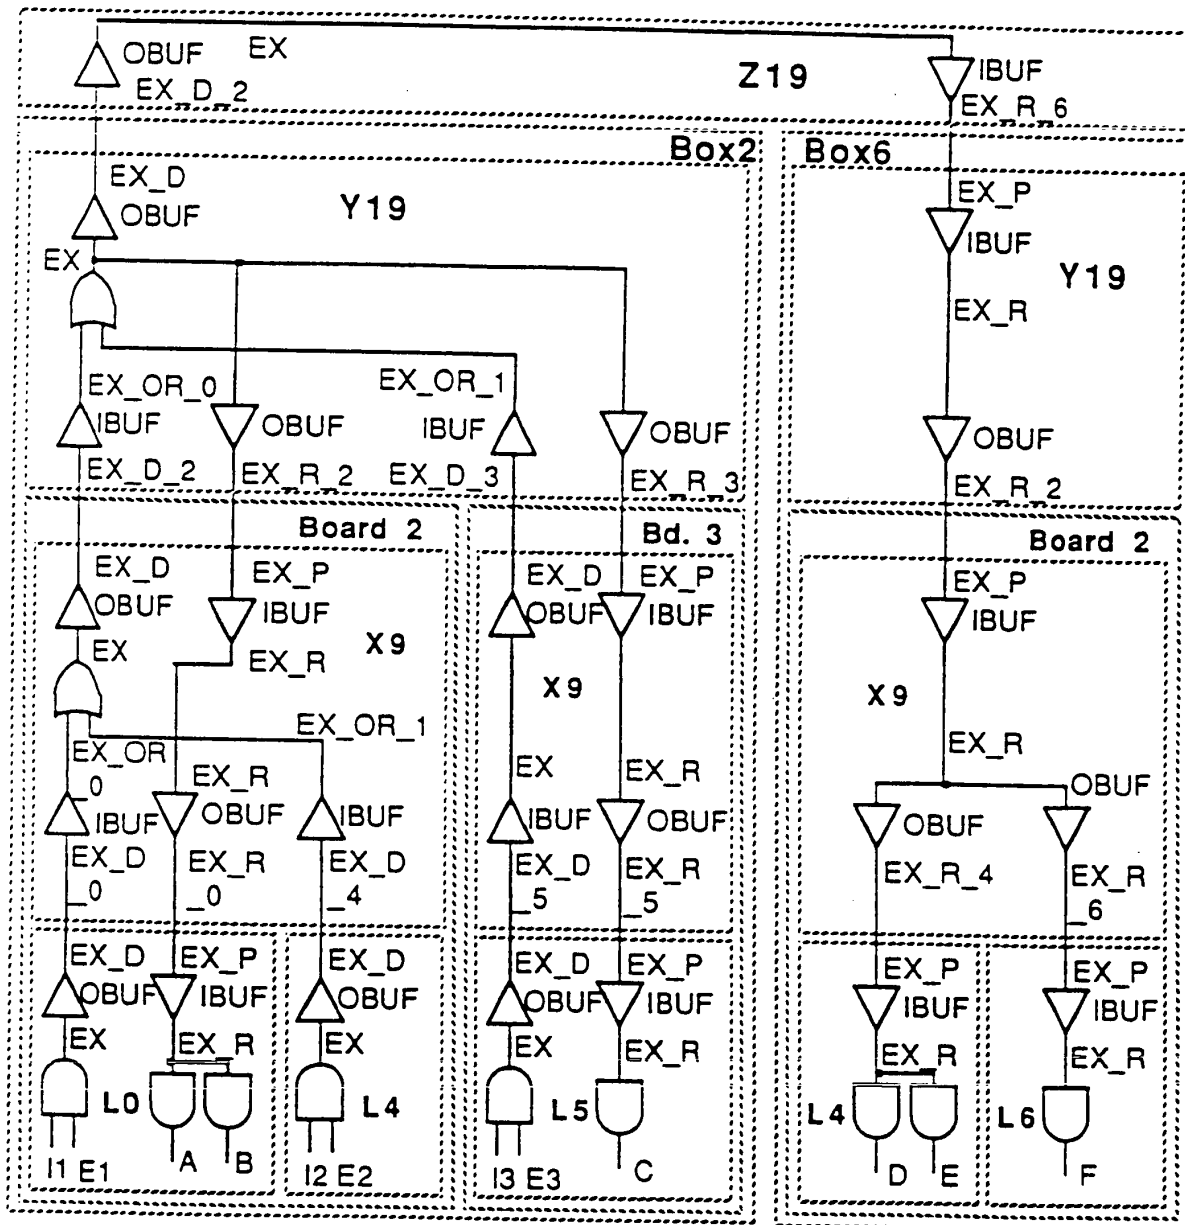 OBUF EX
Z19
IBUF
EX_D_2
EX_R_6
Box2
Box6
EX_D
OBUF
Y19
EX_P
IBUF
EX
Y19
EX_R
EX_OR_0
EX_OR_1
IBUF
OBUF
IBUF
OBUF
OBUF
EX_D_2
EX_R_2
EX_D_3
EX_R_3
EX_R_2
Board 2
Bd. 3
Board 2
EX_D
EX_P
EX_D
EX_P
EX_P
OBUF
IBUF
OBUF
IBUF
IBUF
EX
EX_R
X9
X9
X9
EX_OR
_0
EX_OR_1
EX_R
EX
EX_R
EX_R
IBUF
OBUF
IBUF
IBUF
OBUF
OBUF
OBUF
EX_D
_0
EX_R
_0
EX_D
_4
EX_D
_5
EX_R
_5
EX_R_4
EX_R
_6
EX_D
EX_P
EX_D
EX_D
EX_P
EX_P
EX_P
OBUF
IBUF
OBUF
OBUF
IBUF
IBUF
IBUF
EX
EX_R
EX
EX
EX_R
EX_R
EX_R
L0
L4
L5
L4
L6
I1 E1
A
B
I2 E2
I3 E3
C
D
E
F